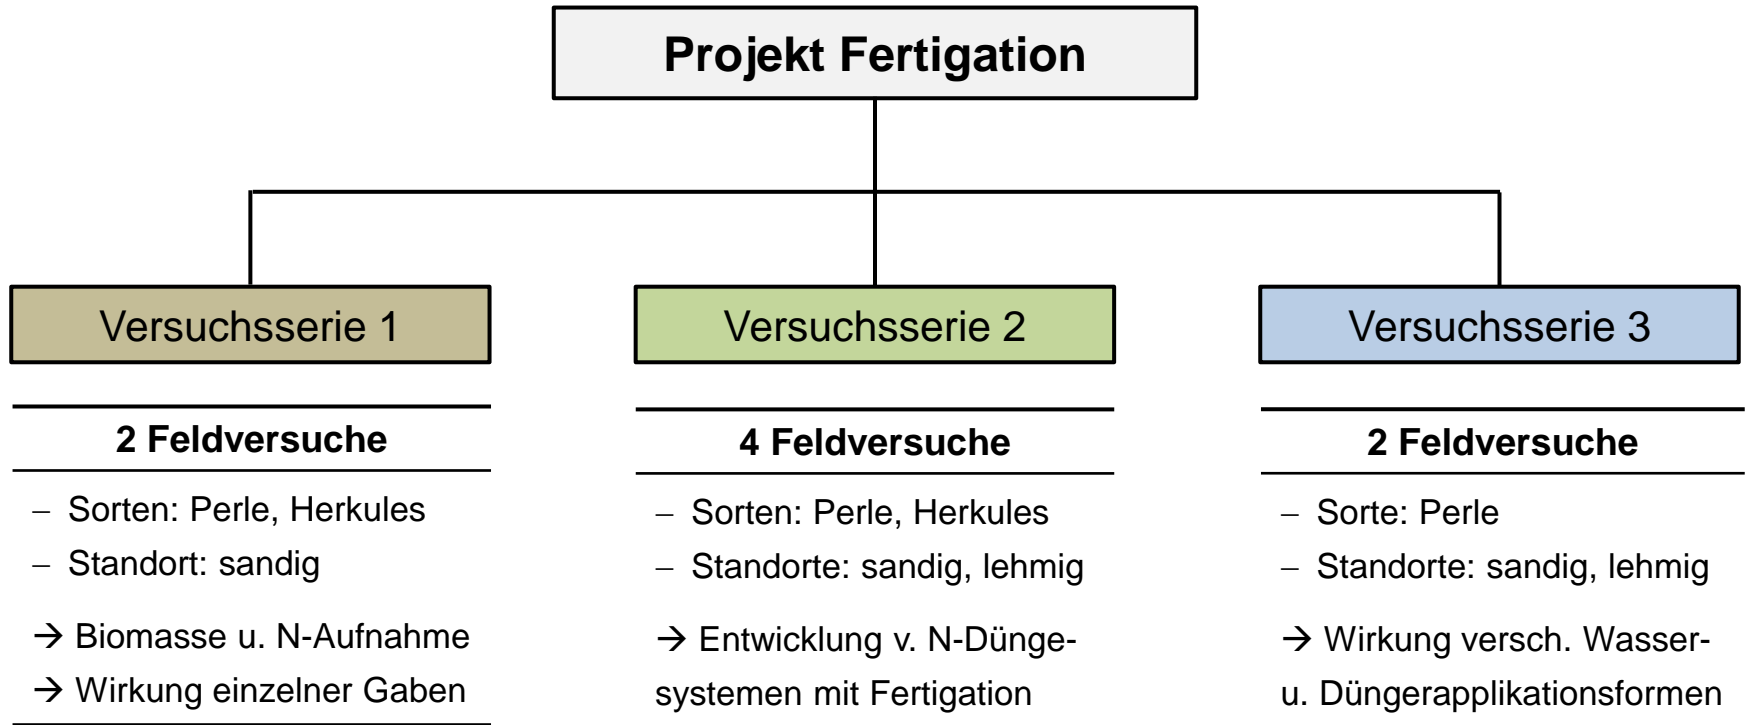 Projekt Fertigation
Versuchsserie 1
2 Feldversuche
– Sorten: Perle, Herkules
– Standort: sandig
→ Biomasse u. N-Aufnahme
→ Wirkung einzelner Gaben
Versuchsserie 2
4 Feldversuche
– Sorten: Perle, Herkules
– Standorte: sandig, lehmig
→ Entwicklung v. N-Dünge-
systemen mit Fertigation
Versuchsserie 3
2 Feldversuche
– Sorte: Perle
– Standorte: sandig, lehmig
→ Wirkung versch. Wasser-
u. Düngerapplikationsformen